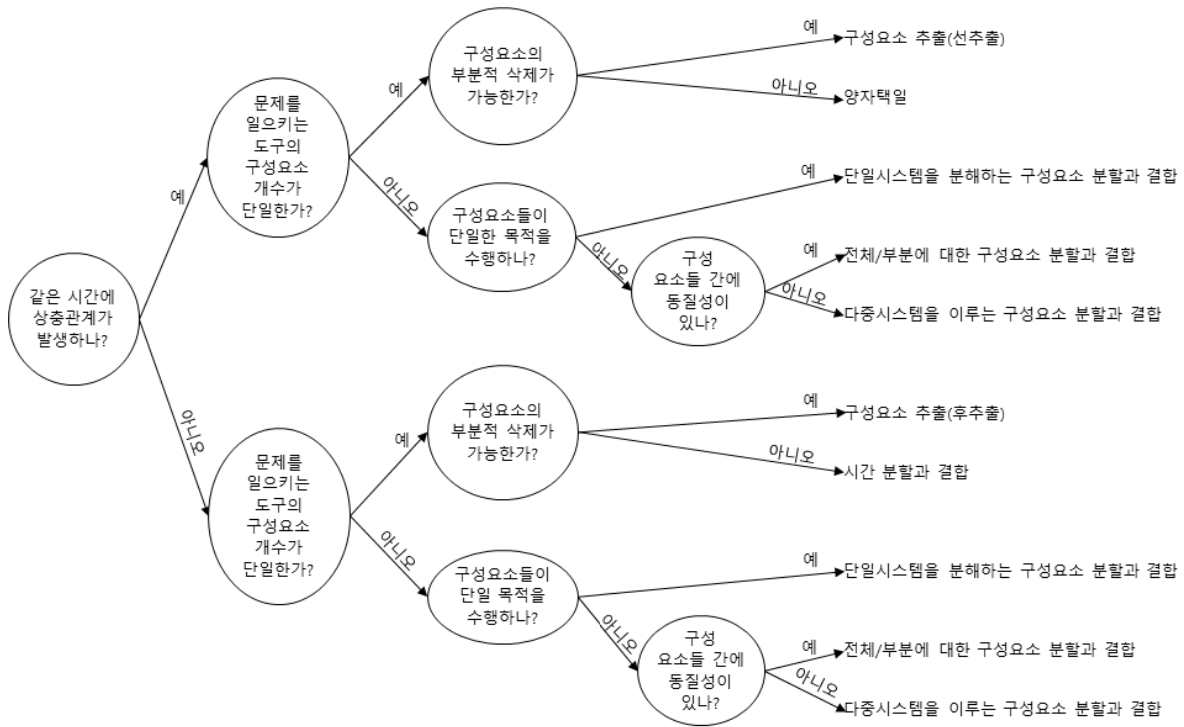 같은 시간에
상충관계가
발생하나?
예
아니오
문제를
일으키는
도구의
구성요소
개수가
단일한가?
예
아니오
구성요소의
부분적 삭제가
가능한가?
예
구성요소 추출(선추출)
아니오
양자택일
구성요소들이
단일한 목적을
수행하나?
예
단일시스템을 분해하는 구성요소 분할과 결합
아니오
구성
요소들 간에
동질성이
있나?
예
전체/부분에 대한 구성요소 분할과 결합
아니오
다중시스템을 이루는 구성요소 분할과 결합
문제를
일으키는
도구의
구성요소
개수가
단일한가?
예
아니오
구성요소의
부분적 삭제가
가능한가?
예
구성요소 추출(후추출)
아니오
시간 분할과 결합
구성요소들이
단일 목적을
수행하나?
예
단일시스템을 분해하는 구성요소 분할과 결합
아니오
구성
요소들 간에
동질성이
있나?
예
전체/부분에 대한 구성요소 분할과 결합
아니오
다중시스템을 이루는 구성요소 분할과 결합